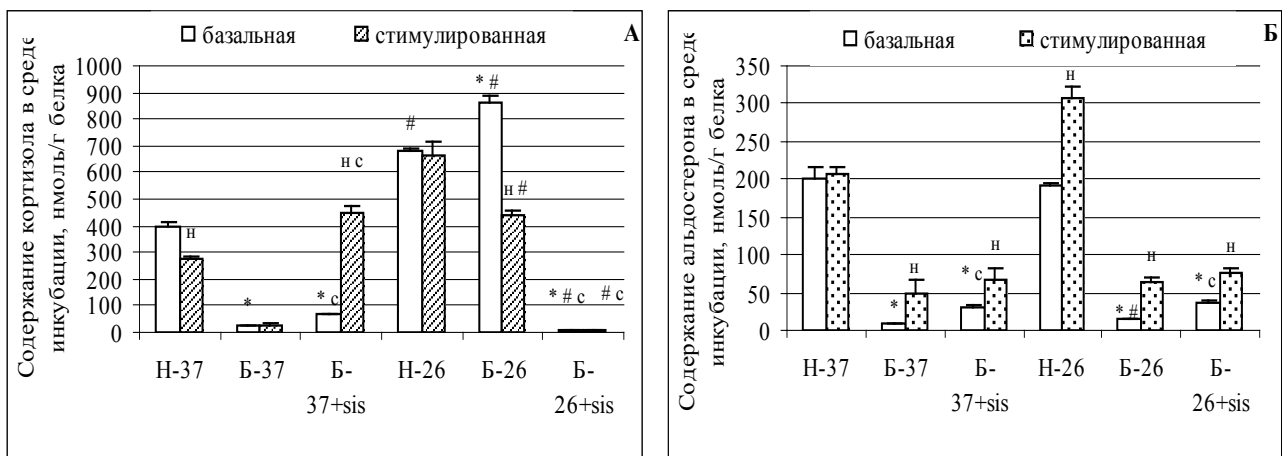 базальная стимулированная А
Содержание кортизола в среде
инкубации, нмоль/г белка
1000
900
800
700
600
500
400
300
200
100
0
н
*
* с
н с
#
* #
н #
* # с
# с
Н-37 Б-37 Б-37+sis Н-26 Б-26 Б-26+sis
базальная стимулированная Б
Содержание альдостерона в среде
инкубации, нмоль/г белка
350
300
250
200
150
100
50
0
*
н
* с
н
н
* #
н
* с
н
Н-37 Б-37 Б-37+sis Н-26 Б-26 Б-26+sis